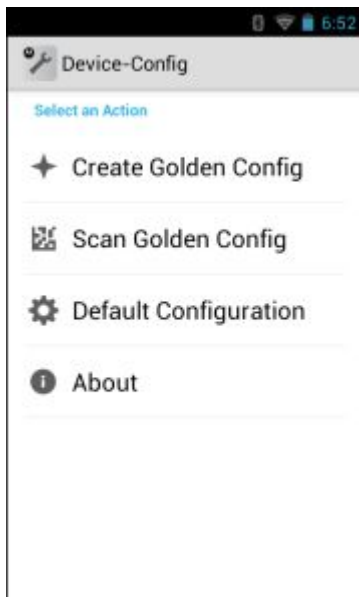 6:52
Device-Config
Select an Action
Create Golden Config
Scan Golden Config
Default Configuration
About